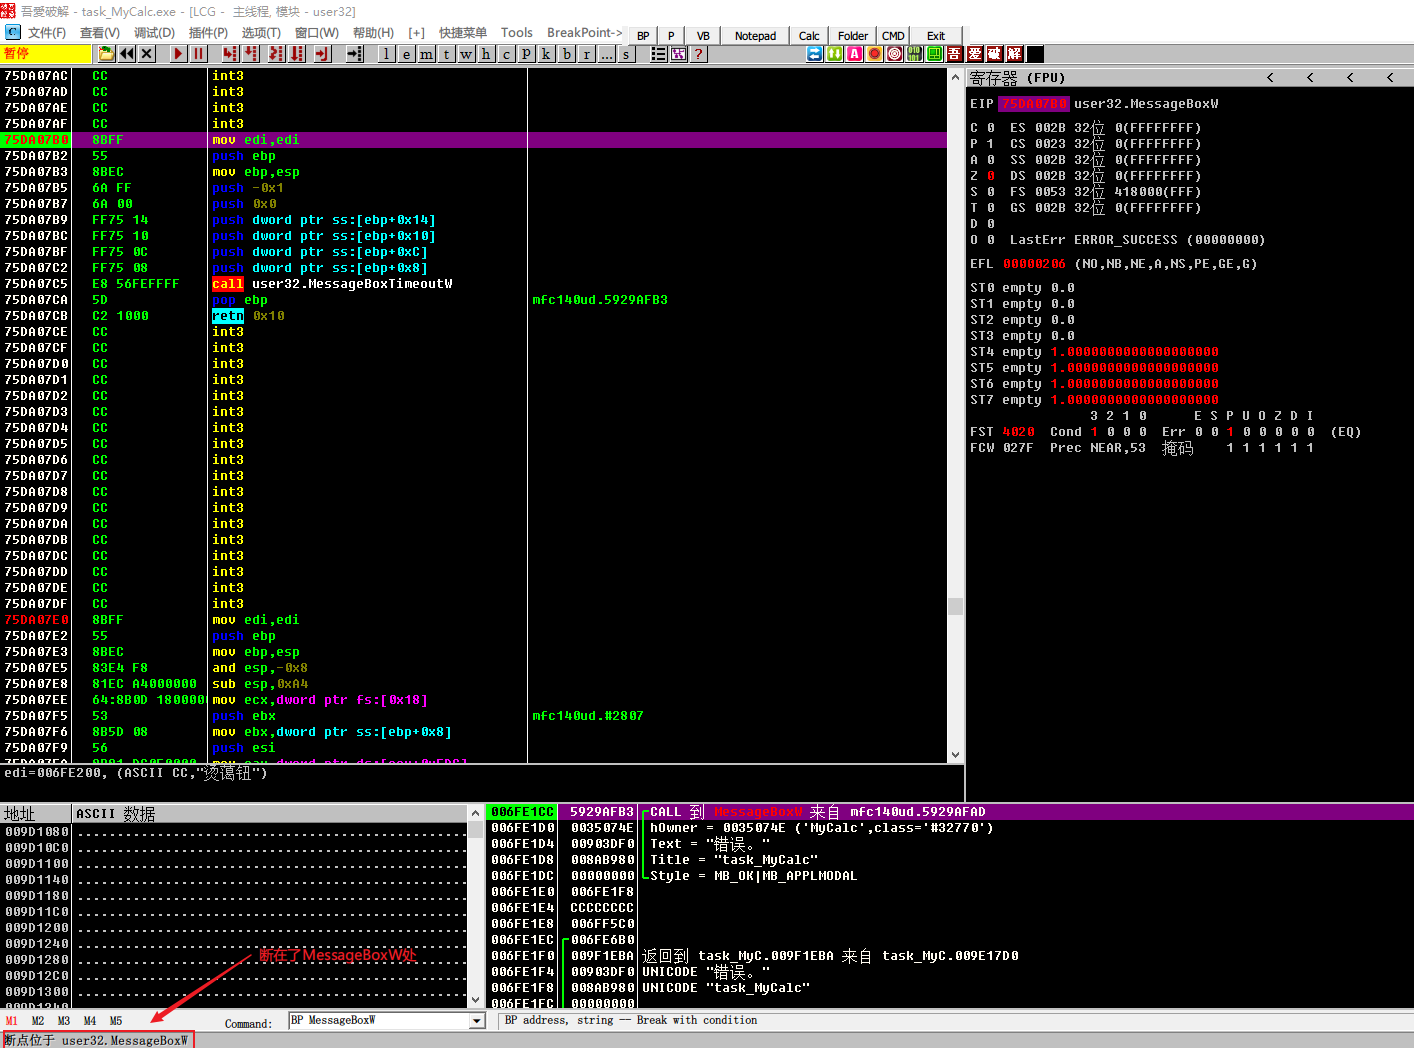 吾爱破解 - task_MyCalc.exe - [LCG - 主线程, 模块 - user32]
C 文件(F) 查看(V) 调试(D) 插件(P) 选项(T) 窗口(W) 帮助(H) [+] 快捷菜单 Tools BreakPoint-> BP P VB Notepad Calc Folder CMD Exit
暂停 l e m t w h c p k b r ... s ? A 吾 爱 破 解
75DA07AC CC int3
75DA07AD CC int3
75DA07AE CC int3
75DA07AF CC int3
75DA07B0 8BFF mov edi,edi
75DA07B2 55 push ebp
75DA07B3 8BEC mov ebp,esp
75DA07B5 6A FF push -0x1
75DA07B7 6A 00 push 0x0
75DA07B9 FF75 14 push dword ptr ss:[ebp+0x14]
75DA07BC FF75 10 push dword ptr ss:[ebp+0x10]
75DA07BF FF75 0C push dword ptr ss:[ebp+0xC]
75DA07C2 FF75 08 push dword ptr ss:[ebp+0x8]
75DA07C5 E8 56FEFFFF call user32.MessageBoxTimeoutW
75DA07CA 5D pop ebp mfc140ud.5929AFB3
75DA07CB C2 1000 retn 0x10
75DA07CE CC int3
75DA07CF CC int3
75DA07D0 CC int3
75DA07D1 CC int3
75DA07D2 CC int3
75DA07D3 CC int3
75DA07D4 CC int3
75DA07D5 CC int3
75DA07D6 CC int3
75DA07D7 CC int3
75DA07D8 CC int3
75DA07D9 CC int3
75DA07DA CC int3
75DA07DB CC int3
75DA07DC CC int3
75DA07DD CC int3
75DA07DE CC int3
75DA07DF CC int3
75DA07E0 8BFF mov edi,edi
75DA07E2 55 push ebp
75DA07E3 8BEC mov ebp,esp
75DA07E5 83E4 F8 and esp,-0x8
75DA07E8 81EC A4000000 sub esp,0xA4
75DA07EE 64:8B0D 1800000 mov ecx,dword ptr fs:[0x18]
75DA07F5 53 push ebx mfc140ud.#2807
75DA07F6 8B5D 08 mov ebx,dword ptr ss:[ebp+0x8]
75DA07F9 56 push esi
edi=006FE200, (ASCII CC,"烫蔼钮")
寄存器 (FPU) < < < <
EIP 75DA07B0 user32.MessageBoxW
C 0 ES 002B 32位 0(FFFFFFFF)
P 1 CS 0023 32位 0(FFFFFFFF)
A 0 SS 002B 32位 0(FFFFFFFF)
Z 0 DS 002B 32位 0(FFFFFFFF)
S 0 FS 0053 32位 418000(FFF)
T 0 GS 002B 32位 0(FFFFFFFF)
D 0
O 0 LastErr ERROR_SUCCESS (00000000)
EFL 00000206 (NO,NB,NE,A,NS,PE,GE,G)
ST0 empty 0.0
ST1 empty 0.0
ST2 empty 0.0
ST3 empty 0.0
ST4 empty 1.0000000000000000000
ST5 empty 1.0000000000000000000
ST6 empty 1.0000000000000000000
ST7 empty 1.0000000000000000000
3 2 1 0 E S P U O Z D I
FST 4020 Cond 1 0 0 0 Err 0 0 1 0 0 0 0 0 (EQ)
FCW 027F Prec NEAR,53 掩码 1 1 1 1 1 1
地址 ASCII 数据
009D1080 ................................
009D10C0 ................................
009D1100 ................................
009D1140 ................................
009D1180 ................................
009D11C0 ................................
009D1200 ................................
009D1240 ................................
009D1280 ................................
009D12C0 ................................
009D1300 ................................
断在了MessageBoxW处
006FE1CC 5929AFB3 CALL 到 MessageBoxW 来自 mfc140ud.5929AFAD
006FE1D0 0035074E hOwner = 0035074E ('MyCalc',class='#32770')
006FE1D4 00903DF0 Text = "错误。"
006FE1D8 008AB980 Title = "task_MyCalc"
006FE1DC 00000000 Style = MB_OK|MB_APPLMODAL
006FE1E0 006FE1F8
006FE1E4 CCCCCCCC
006FE1E8 006FF5C0
006FE1EC 006FE6B0
006FE1F0 009F1EBA 返回到 task_MyC.009F1EBA 来自 task_MyC.009E17D0
006FE1F4 00903DF0 UNICODE "错误。"
006FE1F8 008AB980 UNICODE "task_MyCalc"
006FE1FC 00000000
M1 M2 M3 M4 M5 Command: BP MessageBoxW BP address, string -- Break with condition
断点位于 user32.MessageBoxW